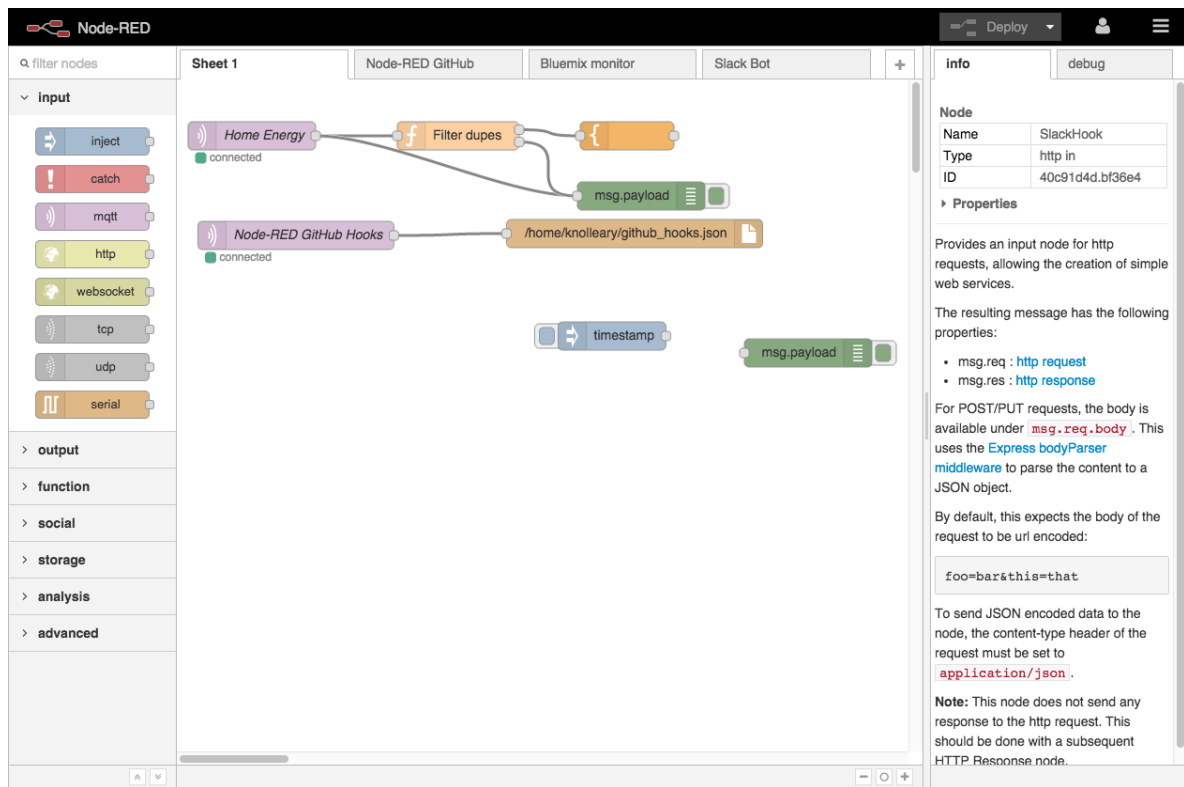 Node-RED
Deploy
filter nodes
Sheet 1
Node-RED GitHub
Bluemix monitor
Slack Bot
+
info
debug
input
inject
catch
mqtt
http
websocket
tcp
udp
serial
output
function
social
storage
analysis
advanced
Home Energy
connected
Filter dupes
{
msg.payload
Node-RED GitHub Hooks
connected
/home/knolleary/github_hooks.json
timestamp
msg.payload
Node
Name SlackHook
Type http in
ID 40c91d4d.bf36e4
Properties
Provides an input node for http
requests, allowing the creation of simple
web services.
The resulting message has the following
properties:
• msg.req : http request
• msg.res : http response
For POST/PUT requests, the body is
available under msg.req.body . This
uses the Express bodyParser
middleware to parse the content to a
JSON object.
By default, this expects the body of the
request to be url encoded:
foo=bar&this=that
To send JSON encoded data to the
node, the content-type header of the
request must be set to
application/json .
Note: This node does not send any
response to the http request. This
should be done with a subsequent
HTTP Response node.